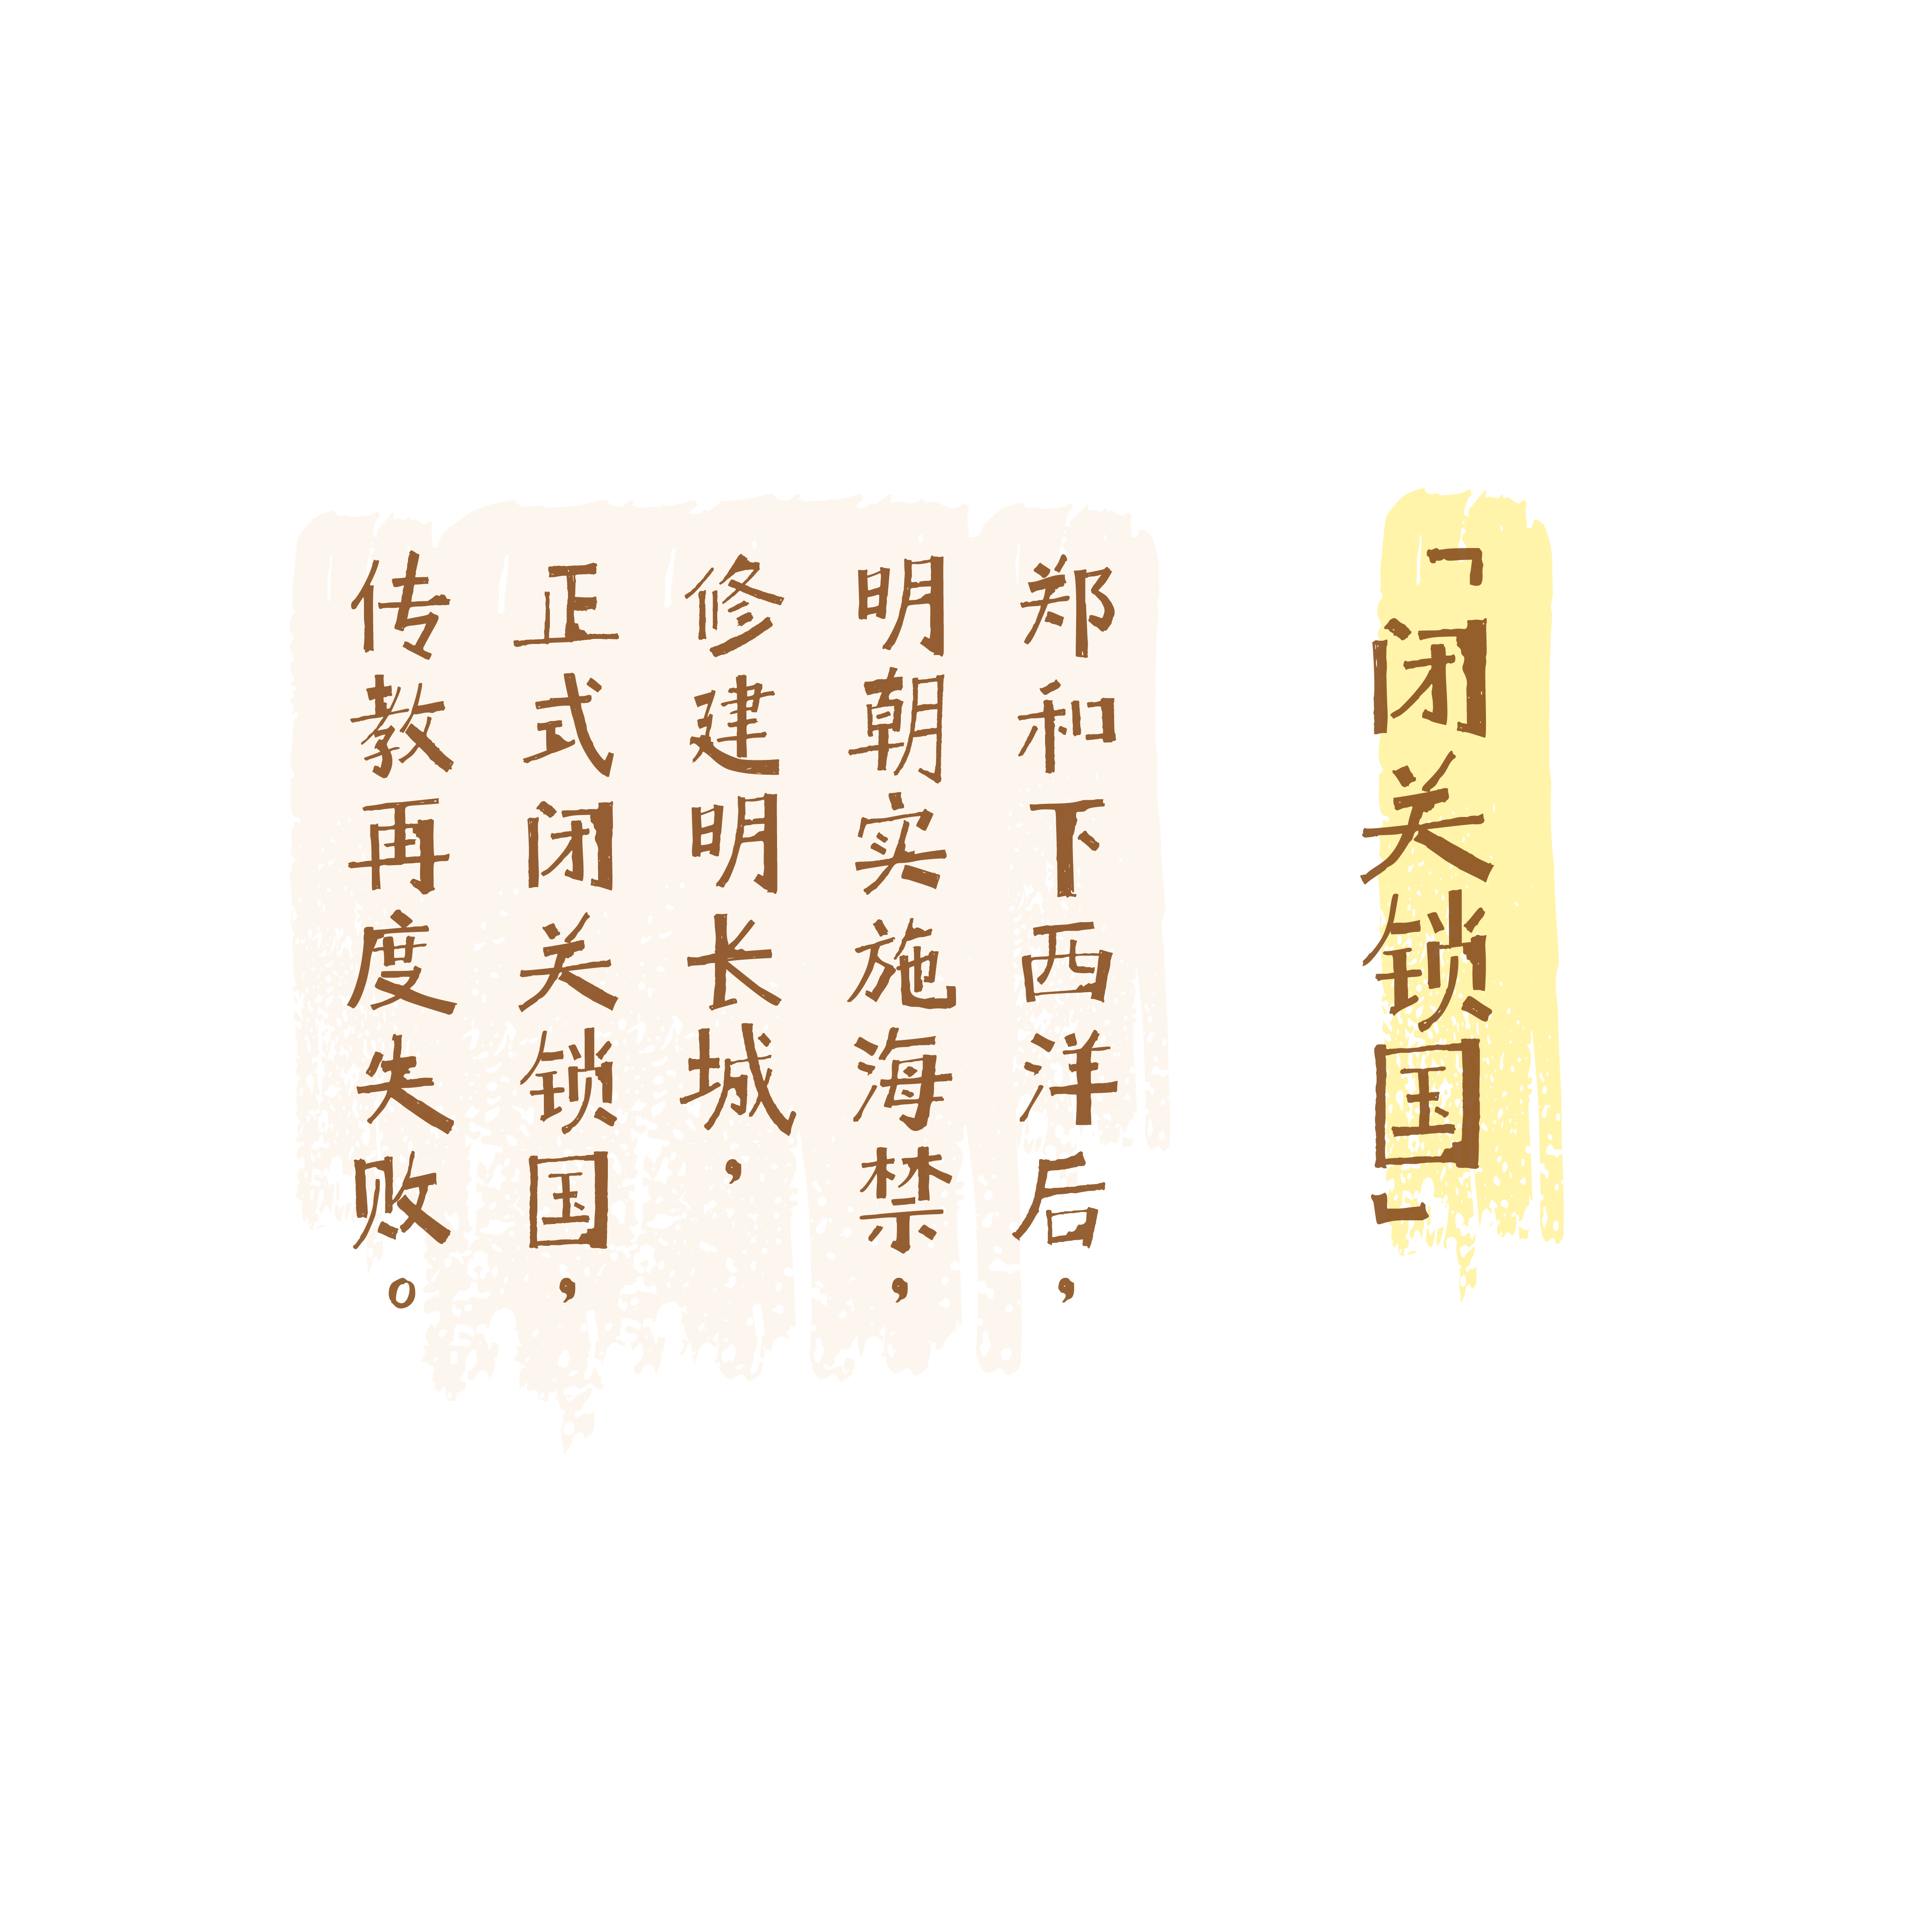 「闭关锁国」
郑和下西洋后，
明朝实施海禁，
修建明长城，
正式闭关锁国，
传教再度失败。